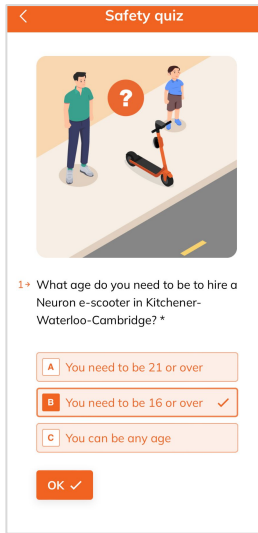 Safety quiz
?
1→ What age do you need to be to hire a
Neuron e-scooter in Kitchener-
Waterloo-Cambridge? *
A You need to be 21 or over
B You need to be 16 or over ✓
C You can be any age
OK ✓